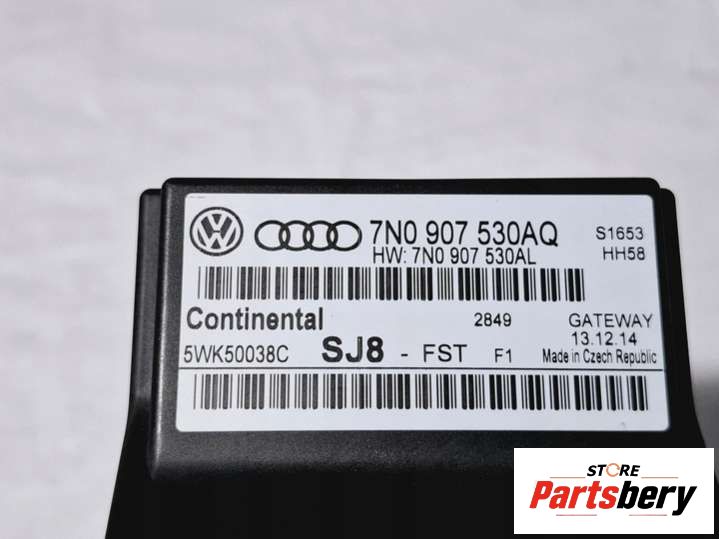 7N0 907 530AQ S1653
HW: 7N0 907 530AL HH58
Continental 2849 GATEWAY
13.12.14
5WK50038C SJ8 - FST F1 Made in Czech Republic
STORE
Partsbery